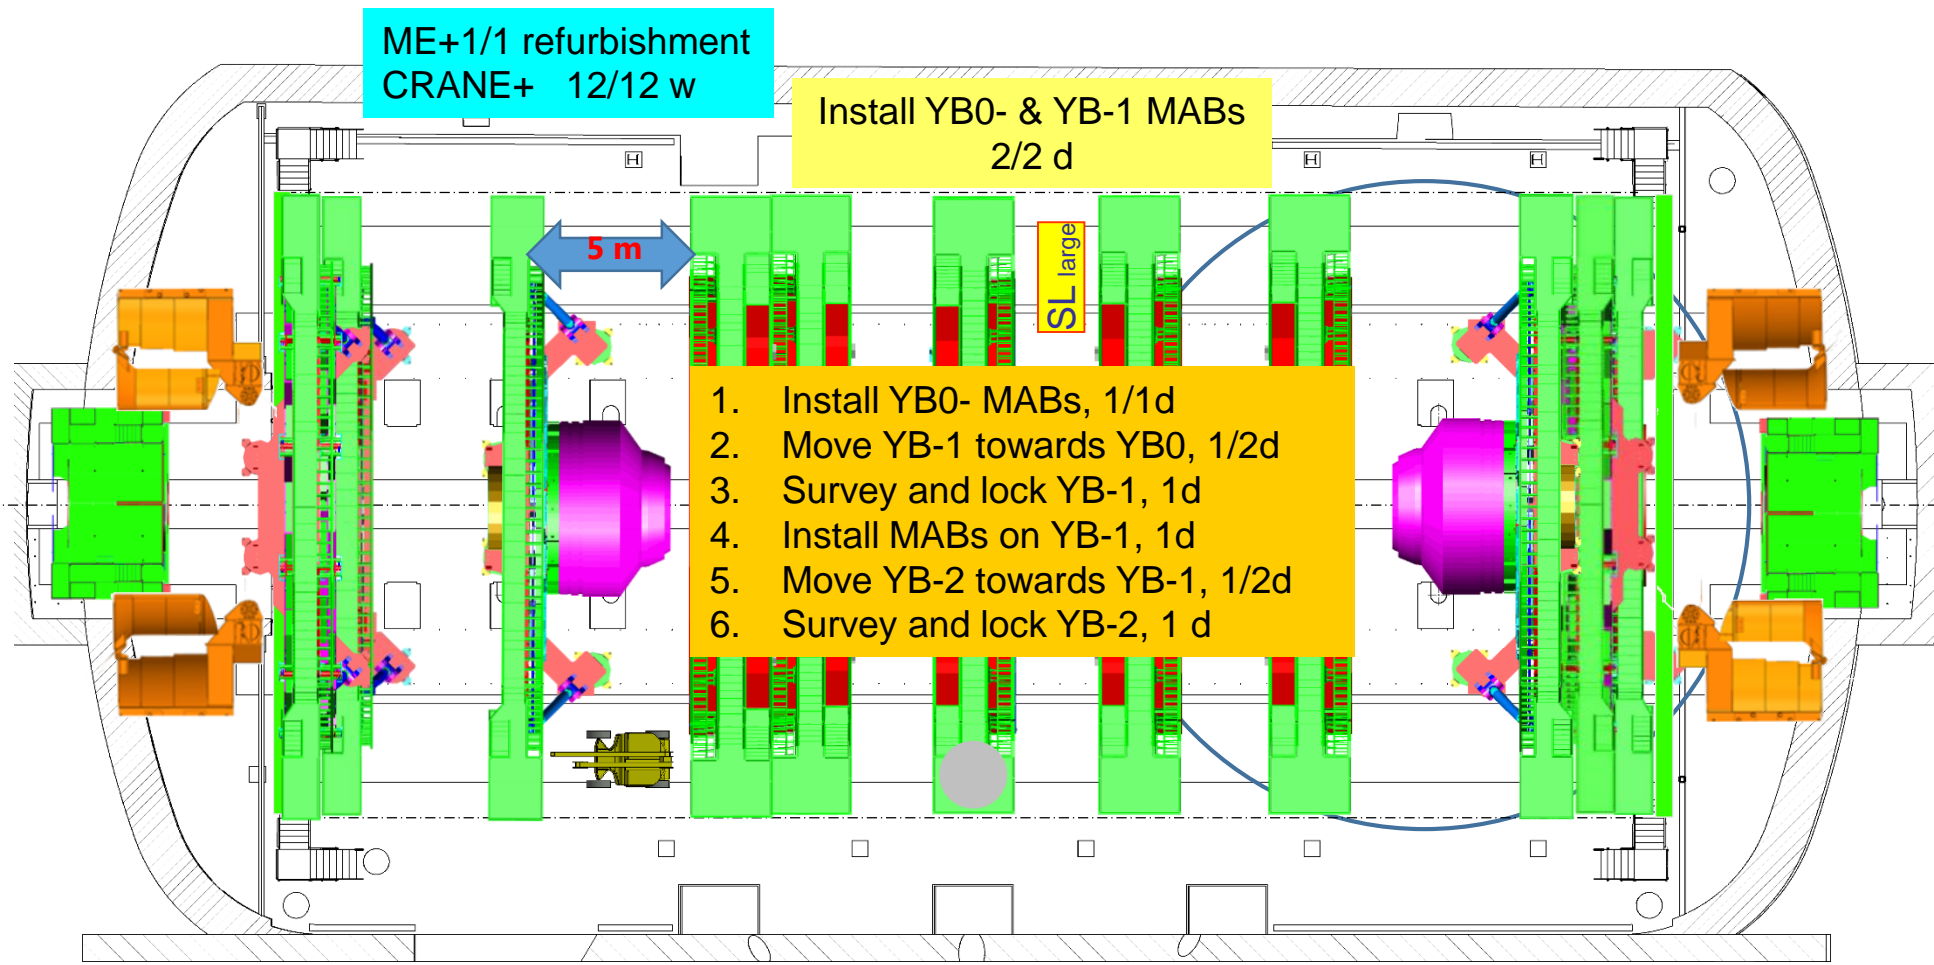 ME+1/1 refurbishment
CRANE+ 12/12 w
Install YB0- & YB-1 MABs
2/2 d
5 m
SL large
1. Install YB0- MABs, 1/1d
2. Move YB-1 towards YB0, 1/2d
3. Survey and lock YB-1, 1d
4. Install MABs on YB-1, 1d
5. Move YB-2 towards YB-1, 1/2d
6. Survey and lock YB-2, 1 d